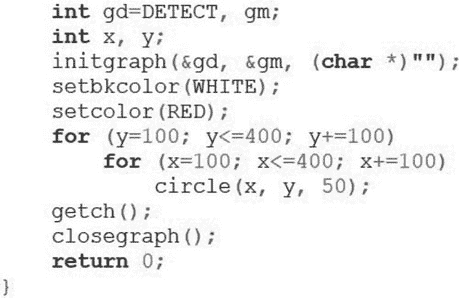 int gd=DETECT, gm;
int x, y;
initgraph(&gd, &gm, (char *)"");
setbkcolor(WHITE);
setcolor(RED);
for (y=100; y<=400; y+=100)
for (x=100; x<=400; x+=100)
circle(x, y, 50);
getch();
closegraph();
return 0;
}